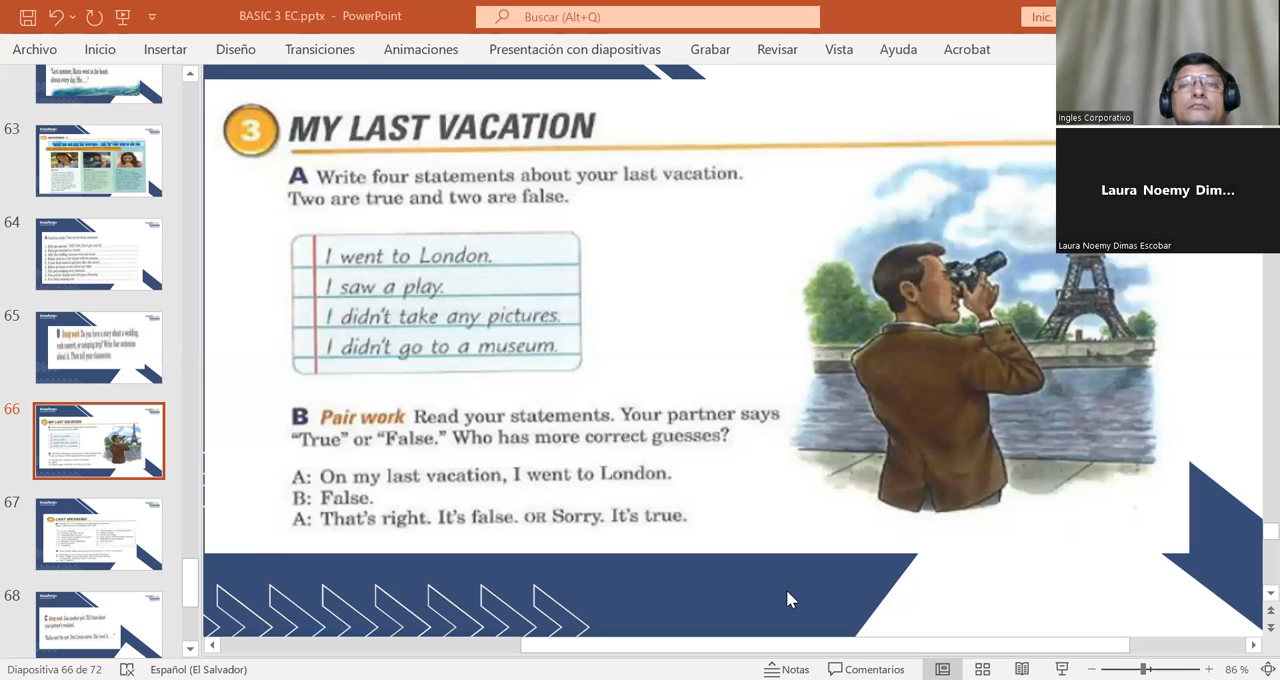 BASIC 3 EC.pptx - PowerPoint
Buscar (Alt+Q)
Inic.
Archivo Inicio Insertar Diseño Transiciones Animaciones Presentación con diapositivas Grabar Revisar Vista Ayuda Acrobat
Ingles Corporativo
Laura Noemy Dim...
Laura Noemy Dimas Escobar
63
64
65
66
67
68
3 MY LAST VACATION
A Write four statements about your last vacation.
Two are true and two are false.
I went to London.
I saw a play.
I didn't take any pictures.
I didn't go to a museum.
B Pair work Read your statements. Your partner says
"True" or "False." Who has more correct guesses?
A: On my last vacation, I went to London.
B: False.
A: That's right. It's false. OR Sorry. It's true.
Diapositiva 66 de 72
Español (El Salvador)
Notas
Comentarios
86 %